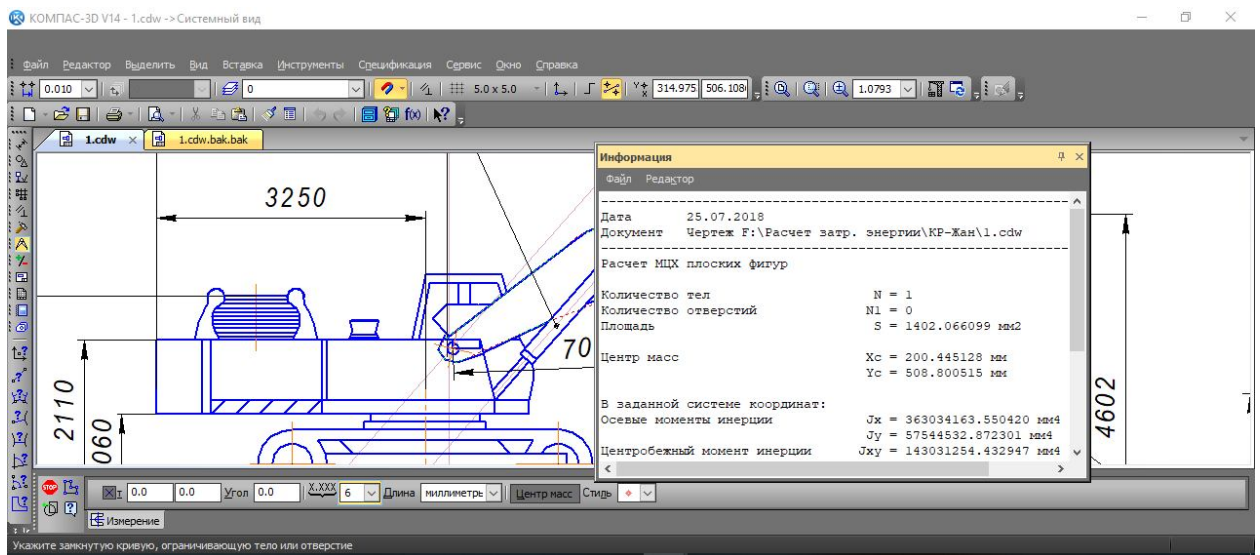 КОМПАС-3D V14 - 1.cdw ->Системный вид
Файл Редактор Выделить Вид Вставка Инструменты Спецификация Сервис Окно Справка
0.010 0 5.0 x 5.0 314.975 506.108 1.0793
f(x)
1.cdw 1.cdw.bak.bak
3250
2110
060
70
4602
Информация
Файл Редактор
Дата 25.07.2018
Документ Чертеж F:\Расчет затр. энергии\КР-Жан\1.cdw
Расчет МЦХ плоских фигур
Количество тел N = 1
Количество отверстий N1 = 0
Площадь S = 1402.066099 мм2
Центр масс Xc = 200.445128 мм
Yc = 508.800515 мм
В заданной системе координат:
Осевые моменты инерции Jx = 363034163.550420 мм4
Jy = 57544532.872301 мм4
Центробежный момент инерции Jxy = 143031254.432947 мм4
STOP 0.0 0.0 Угол 0.0 X.XXX 6 Длина миллиметры Центр масс Стиль
Измерение
Укажите замкнутую кривую, ограничивающую тело или отверстие